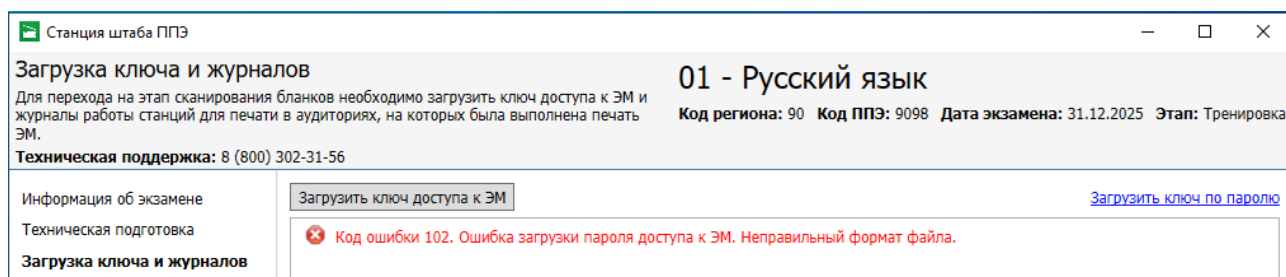 Станция штаба ППЭ
Загрузка ключа и журналов
Для перехода на этап сканирования бланков необходимо загрузить ключ доступа к ЭМ и
журналы работы станций для печати в аудиториях, на которых была выполнена печать
ЭМ.
Техническая поддержка: 8 (800) 302-31-56
01 - Русский язык
Код региона: 90 Код ППЭ: 9098 Дата экзамена: 31.12.2025 Этап: Тренировка
Информация об экзамене
Техническая подготовка
Загрузка ключа и журналов
Загрузить ключ доступа к ЭМ
Загрузить ключ по паролю
Код ошибки 102. Ошибка загрузки пароля доступа к ЭМ. Неправильный формат файла.